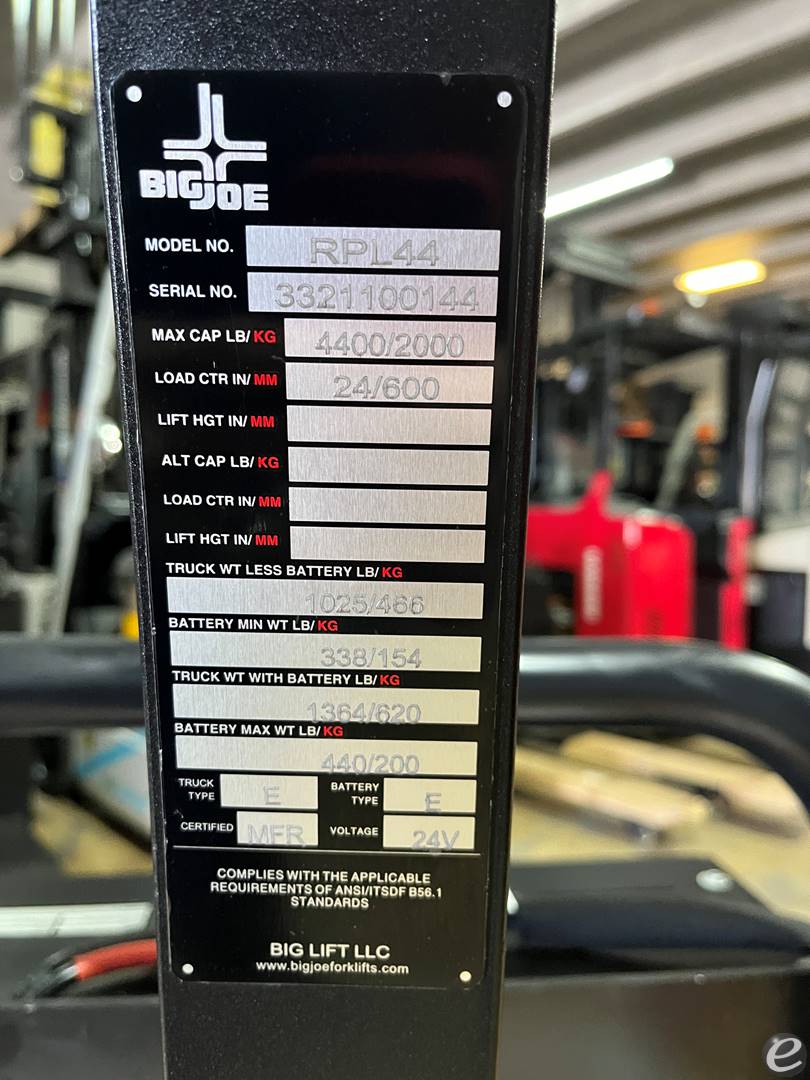 BIG JOE
MODEL NO. RPL44
SERIAL NO. 3321100144
MAX CAP LB/KG 4400/2000
LOAD CTR IN/MM 24/600
LIFT HGT IN/MM
ALT CAP LB/KG
LOAD CTR IN/MM
LIFT HGT IN/MM
TRUCK WT LESS BATTERY LB/KG
1025/466
BATTERY MIN WT LB/KG
338/154
TRUCK WT WITH BATTERY LB/KG
1364/620
BATTERY MAX WT LB/KG
440/200
TRUCK TYPE E BATTERY TYPE E
CERTIFIED MFR VOLTAGE 24V
COMPLIES WITH THE APPLICABLE
REQUIREMENTS OF ANSI/ITSDF B56.1
STANDARDS
BIG LIFT LLC
www.bigjoeforklifts.com
e